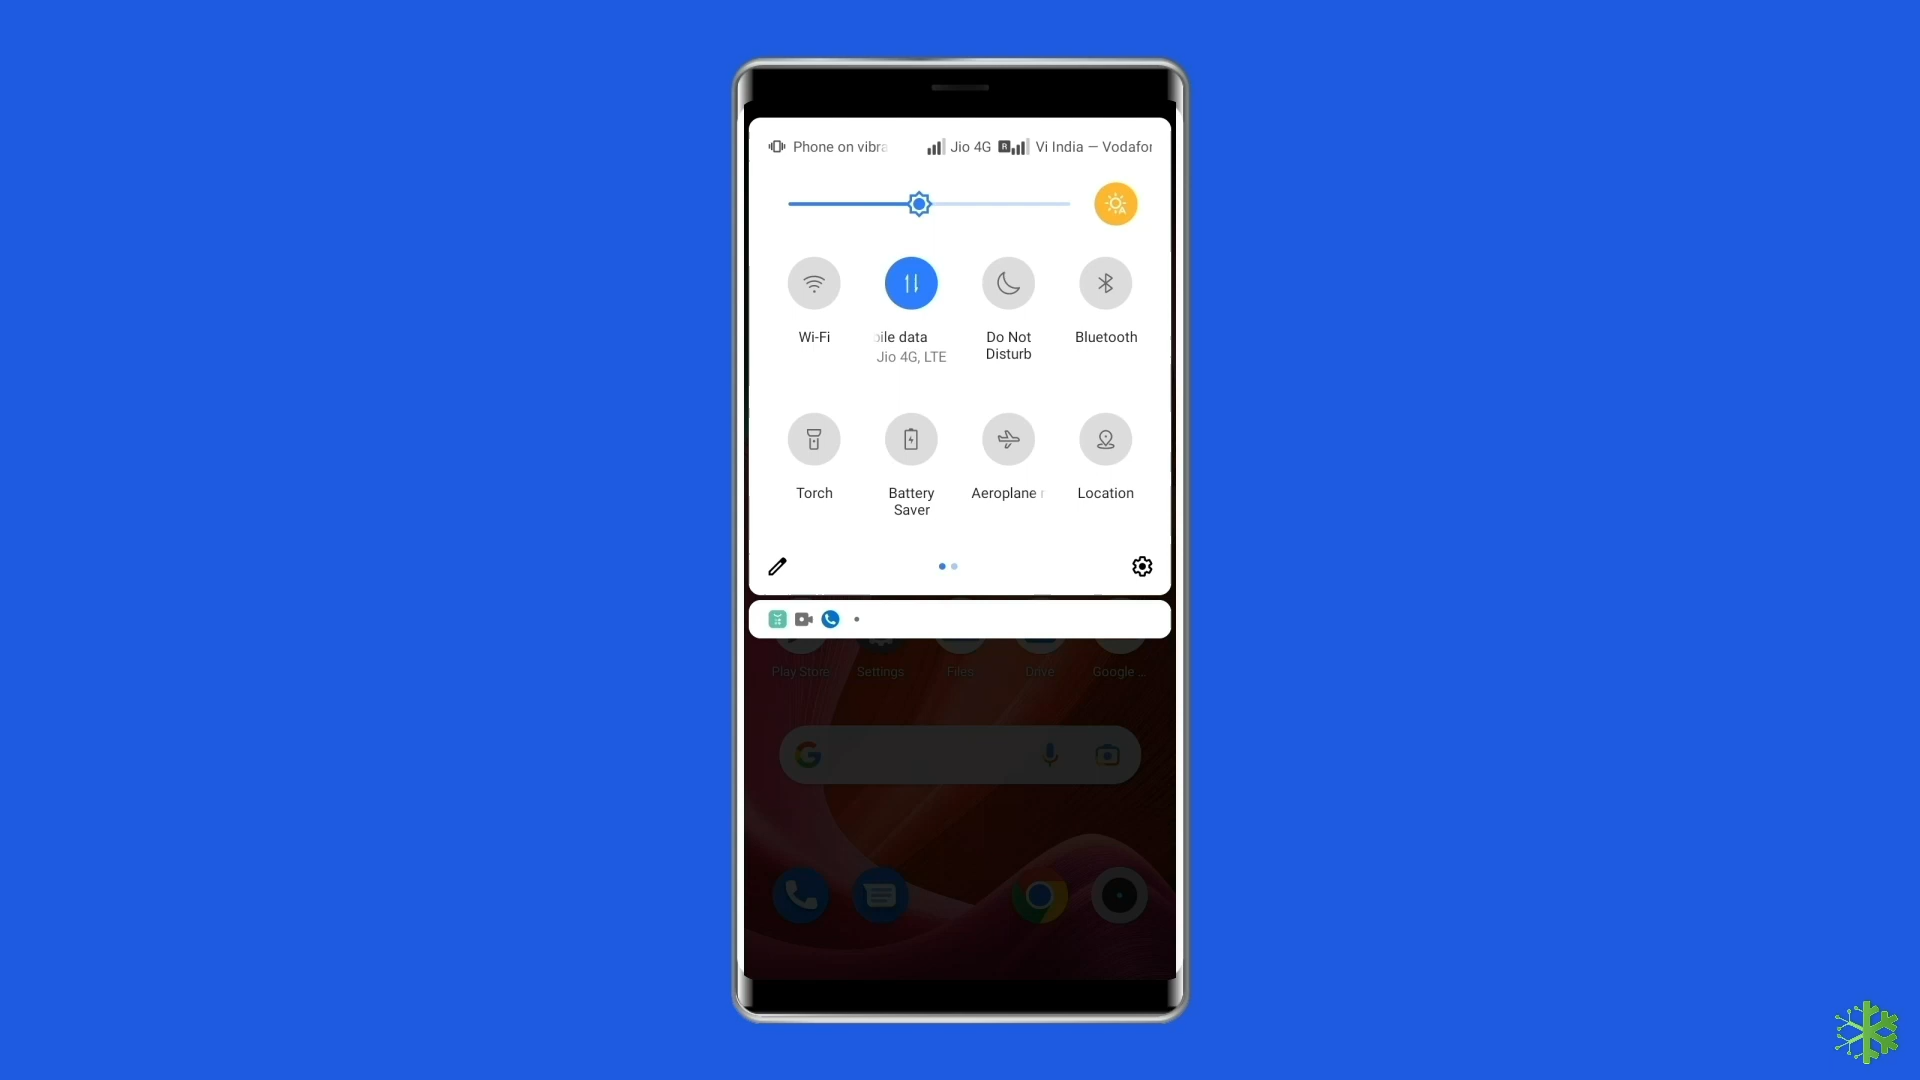 Phone on vibra
Jio 4G R Vi India — Vodafor
Wi-Fi
ile data
Jio 4G, LTE
Do Not
Disturb
Bluetooth
Torch
Battery
Saver
Aeroplane
Location
Play Store
Settings
Files
Drive
Google ...